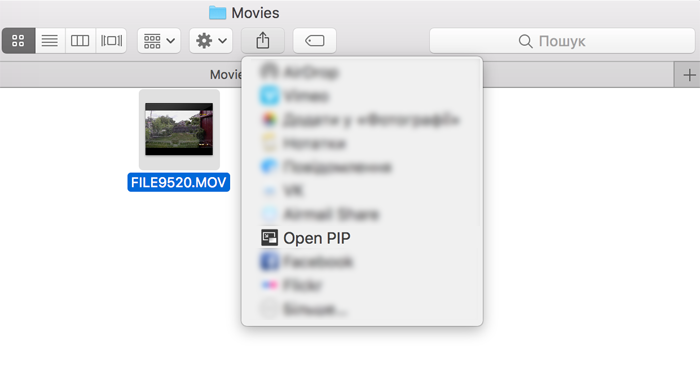 Movies
Пошук
Movie
FILE9520.MOV
AirDrop
Vimeo
Додати у «Фотографії»
Нотатки
Повідомлення
VK
Airmail Share
Open PIP
Facebook
Flickr
Більше...